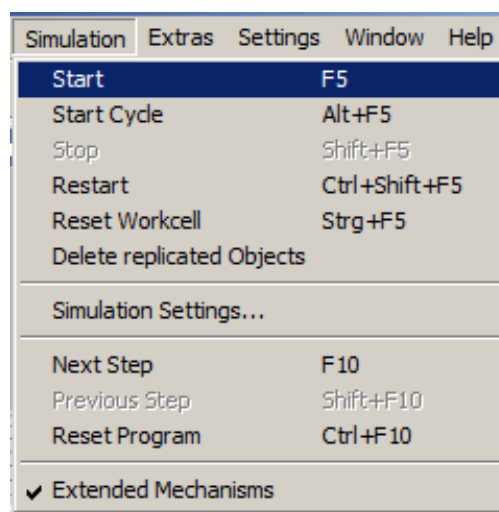 Simulation Extras Settings Window Help
Start F5
Start Cycle Alt+F5
Stop Shift+F5
Restart Ctrl+Shift+F5
Reset Workcell Strg+F5
Delete replicated Objects
Simulation Settings...
Next Step F10
Previous Step Shift+F10
Reset Program Ctrl+F10
✓ Extended Mechanisms